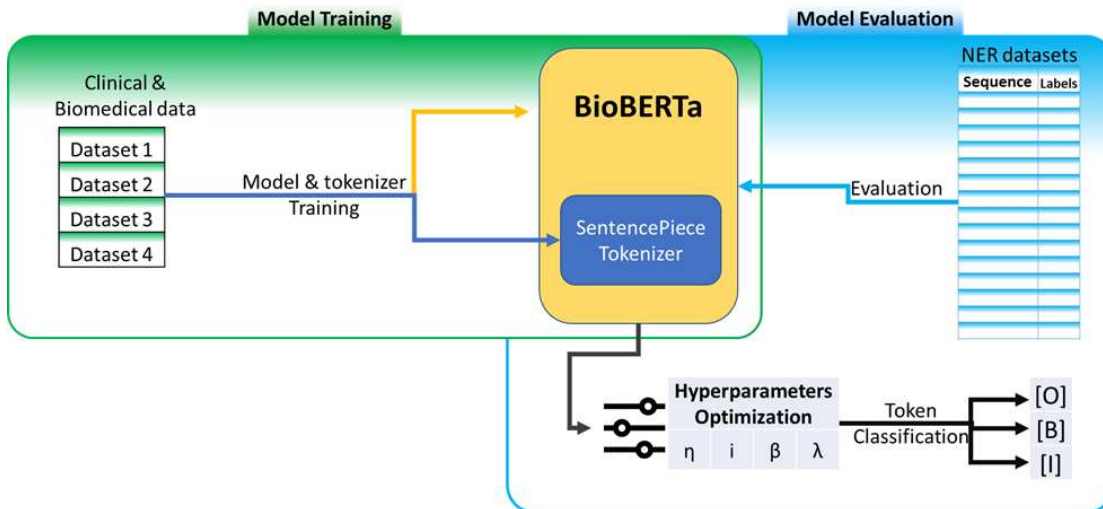 Model Training
Model Evaluation
Clinical &
Biomedical data
Dataset 1
Dataset 2
Dataset 3
Dataset 4
Model & tokenizer
Training
BioBERTa
SentencePiece
Tokenizer
NER datasets
Sequence Labels
Evaluation
Hyperparameters
Optimization
η i β λ
Token
Classification
[O]
[B]
[I]